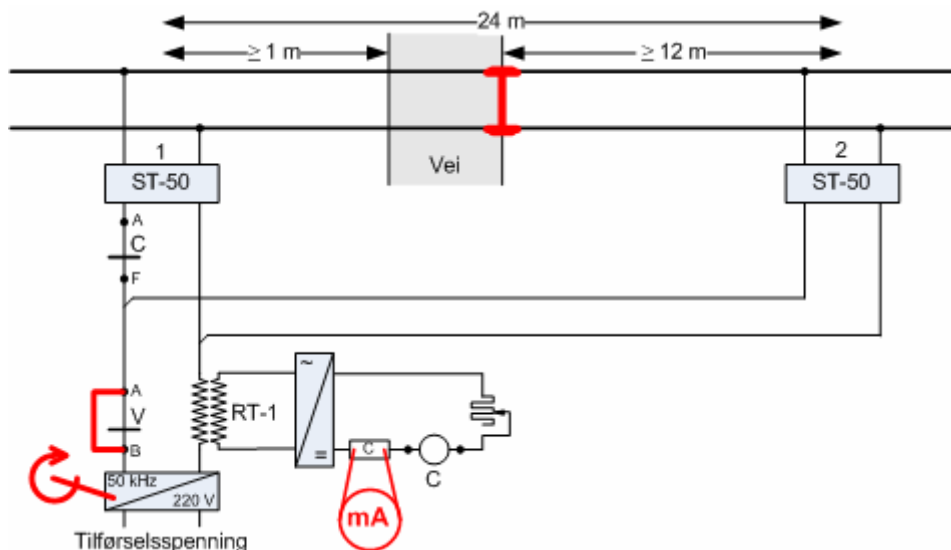 24 m
≥ 1 m
≥ 12 m
Vei
1
ST-50
2
ST-50
A
C
F
A
V
B
RT-1
~
=
C
C
mA
50 kHz
220 V
Tilførselsspenning